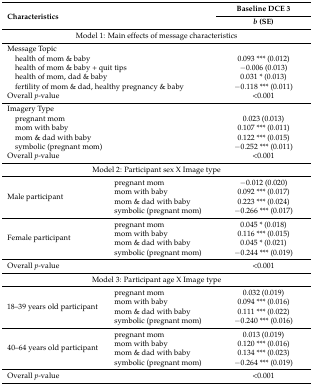 Characteristic Baseline DCE 3
b (SE)
Model 1: Main effects of message characteristics
Message Topic
health of mom & baby 0.093 *** (0.012)
health of mom & baby + quit tips −0.006 (0.013)
health of mom, dad & baby 0.031 * (0.013)
fertility of mom & dad, healthy pregnancy & baby −0.118 *** (0.011)
Overall p-value <0.001
Imagery Type
pregnant mom 0.023 (0.013)
mom with baby 0.107 *** (0.011)
mom & dad with baby 0.122 *** (0.015)
symbolic (pregnant mom) −0.252 *** (0.011)
Overall p-value <0.001
Model 2: Participant sex X Image type
Male participant
pregnant mom −0.012 (0.020)
mom with baby 0.092 *** (0.017)
mom & dad with baby 0.223 *** (0.024)
symbolic (pregnant mom) −0.266 *** (0.017)
Female participant
pregnant mom 0.045 * (0.018)
mom with baby 0.116 *** (0.015)
mom & dad with baby 0.045 * (0.021)
symbolic (pregnant mom) −0.244 *** (0.019)
Overall p-value <0.001
Model 3: Participant age X Image type
18–39 years old participant
pregnant mom 0.032 (0.019)
mom with baby 0.094 *** (0.016)
mom & dad with baby 0.111 *** (0.022)
symbolic (pregnant mom) −0.240 *** (0.016)
40–64 years old participant
pregnant mom 0.013 (0.019)
mom with baby 0.120 *** (0.016)
mom & dad with baby 0.134 *** (0.023)
symbolic (pregnant mom) −0.264 *** (0.019)
Overall p-value <0.001